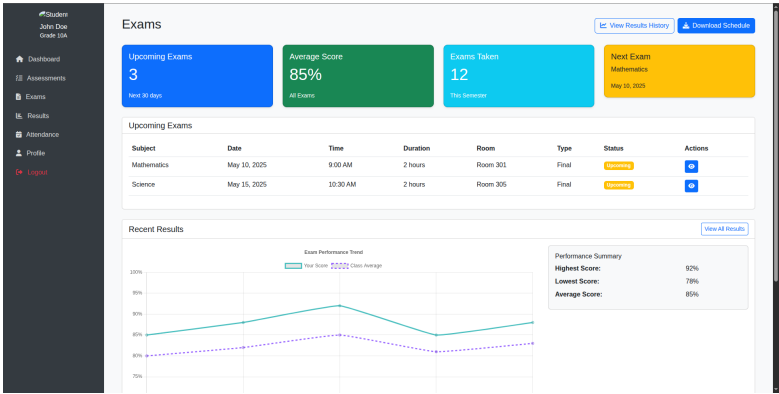 Student
John Doe
Grade 10A
Dashboard
Assessments
Exams
Results
Attendance
Profile
Logout
Exams
View Results History
Download Schedule
Upcoming Exams
3
Next 30 days
Average Score
85%
All Exams
Exams Taken
12
This Semester
Next Exam
Mathematics
May 10, 2025
Upcoming Exams
Subject Date Time Duration Room Type Status Actions
Mathematics May 10, 2025 9:00 AM 2 hours Room 301 Final Upcoming
Science May 15, 2025 10:30 AM 2 hours Room 305 Final Upcoming
Recent Results
View All Results
Exam Performance Trend
Your Score Class Average
100%
95%
90%
85%
80%
75%
Performance Summary
Highest Score: 92%
Lowest Score: 78%
Average Score: 85%